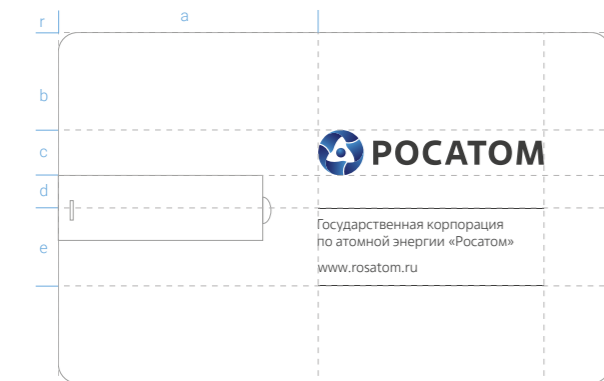 r
a
b
c
РОСАТОМ
d
Государственная корпорация
по атомной энергии «Росатом»
e
www.rosatom.ru